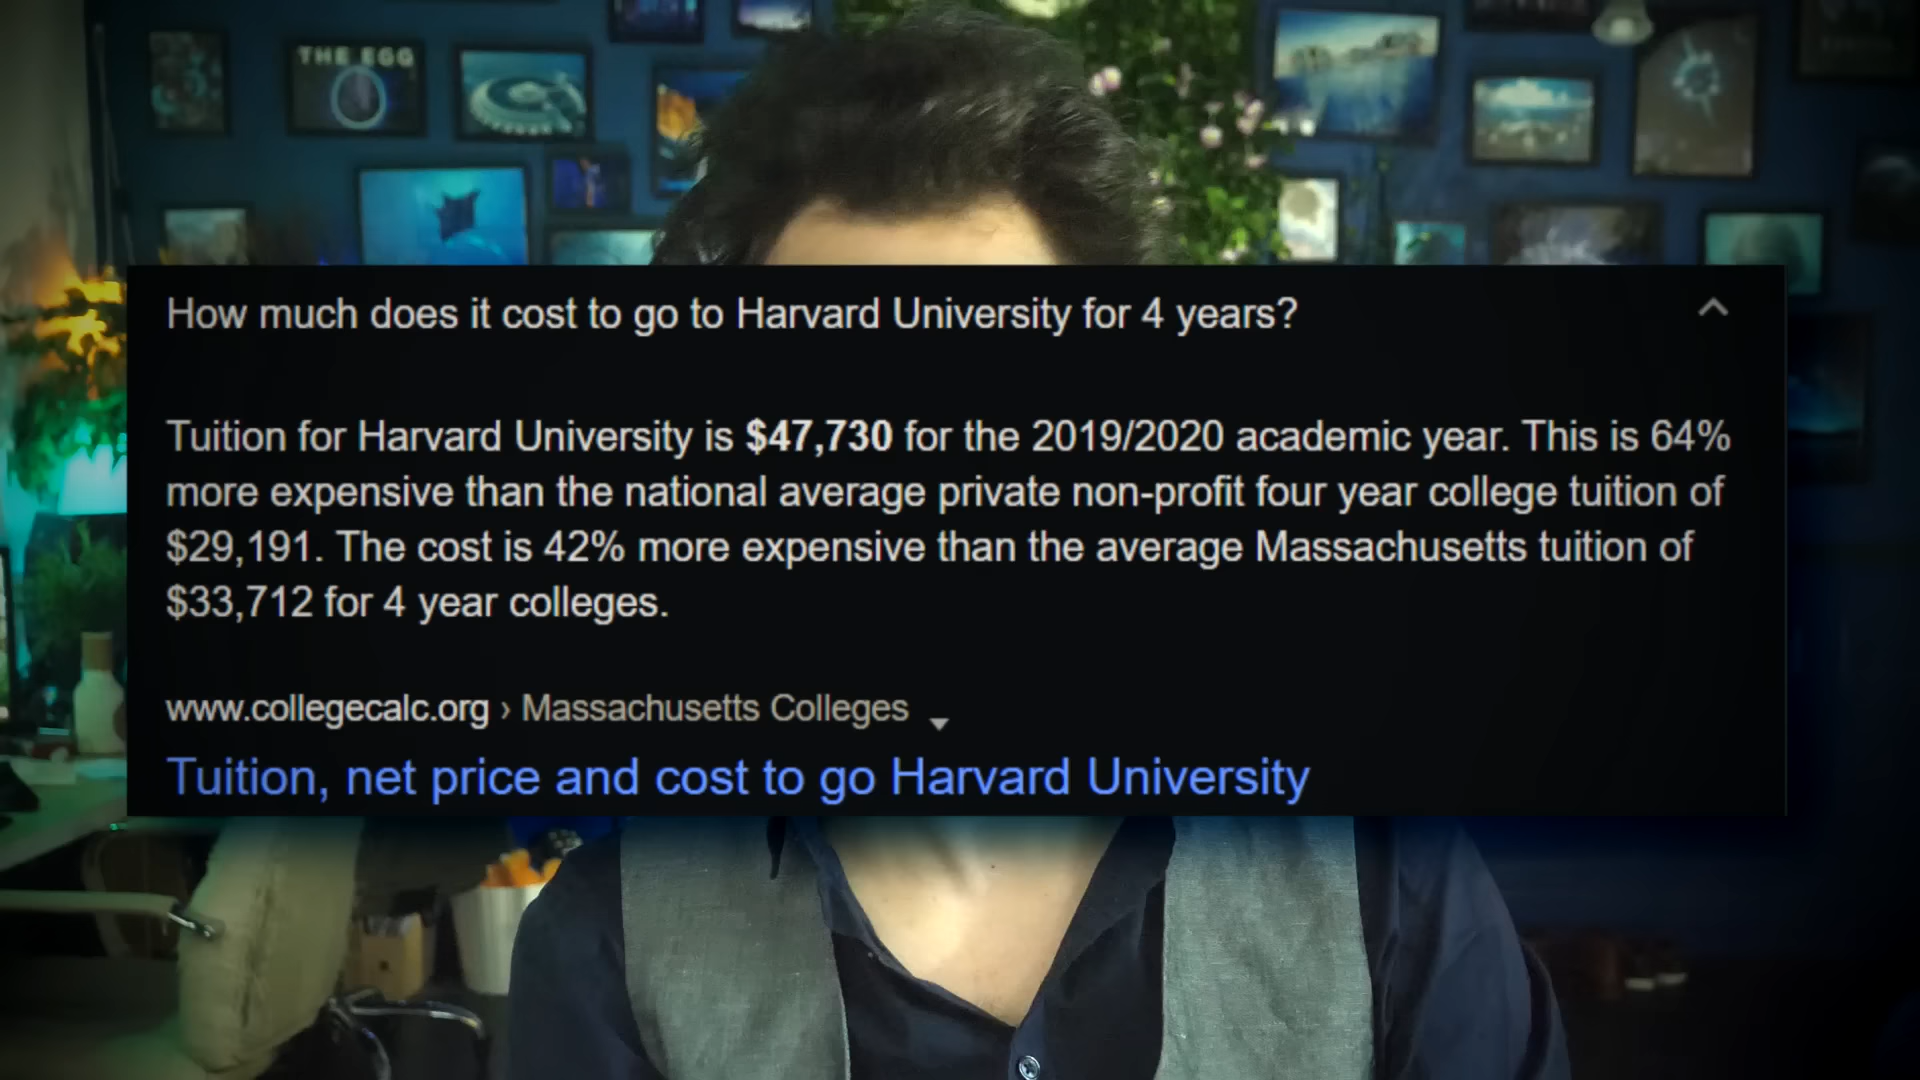 THE EGG
How much does it cost to go to Harvard University for 4 years?
Tuition for Harvard University is $47,730 for the 2019/2020 academic year. This is 64%
more expensive than the national average private non-profit four year college tuition of
$29,191. The cost is 42% more expensive than the average Massachusetts tuition of
$33,712 for 4 year colleges.
www.collegecalc.org › Massachusetts Colleges
Tuition, net price and cost to go Harvard University